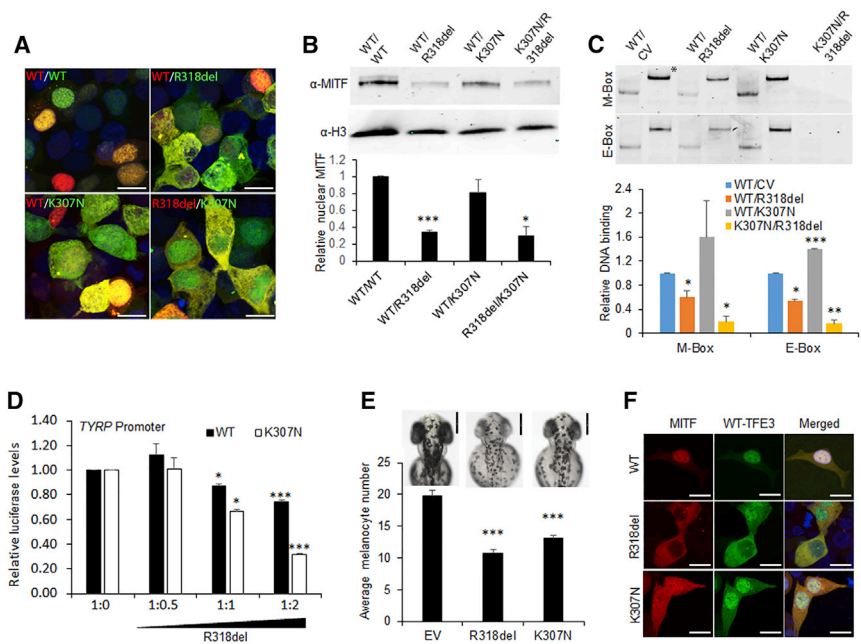 A
WT/WT
WT/R318del
WT/K307N
R318del/K307N
B
WT/
WT
WT/
R318del
WT/
K307N
K307N/R
318del
α-MITF
α-H3
Relative nuclear MITF
1.2
1
0.8
0.6
0.4
0.2
0
***
*
WT/WT
WT/R318del
WT/K307N
R318del/K307N
C
WT/
CV
WT/
R318del
WT/
K307N
K307N/R
318del
M-Box
*
E-Box
WT/CV
WT/R318del
WT/K307N
K307N/R318del
Relative DNA binding
2.4
2
1.6
1.2
0.8
0.4
0
*
*
*
***
**
M-Box
E-Box
D
TYRP Promoter
WT
K307N
Relative luciferase levels
1.40
1.20
1.00
0.80
0.60
0.40
0.20
0.00
*
*
***
***
1:0
1:0.5
1:1
1:2
R318del
E
Average melanocyte number
25
20
15
10
5
0
***
***
EV
R318del
K307N
F
MITF
WT-TFE3
Merged
WT
R318del
K307N